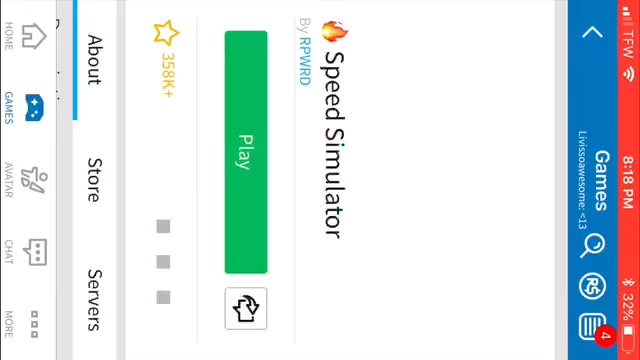 TFW 8:18 PM 32%
Games
Livissoawesome: <13
R$
4
🔥 Speed Simulator
By RPWRD
Play
358K+
About Store Servers
HOME GAMES AVATAR CHAT MORE